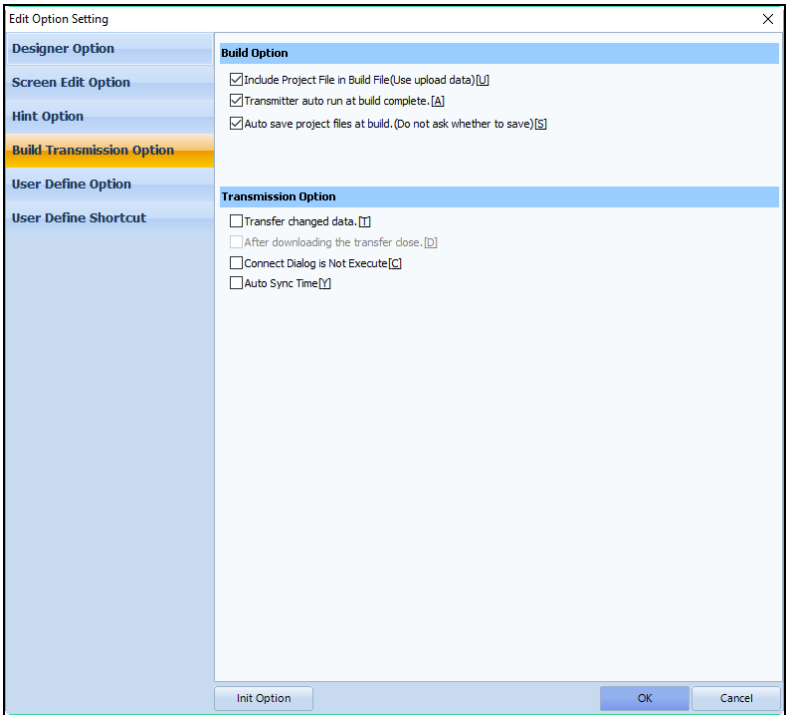 Edit Option Setting
Designer Option
Screen Edit Option
Hint Option
Build Transmission Option
User Define Option
User Define Shortcut
Build Option
Include Project File in Build File(Use upload data)[U]
Transmitter auto run at build complete.[A]
Auto save project files at build.(Do not ask whether to save)[S]
Transmission Option
Transfer changed data.[T]
After downloading the transfer close.[D]
Connect Dialog is Not Execute[C]
Auto Sync Time[Y]
Init Option
OK
Cancel